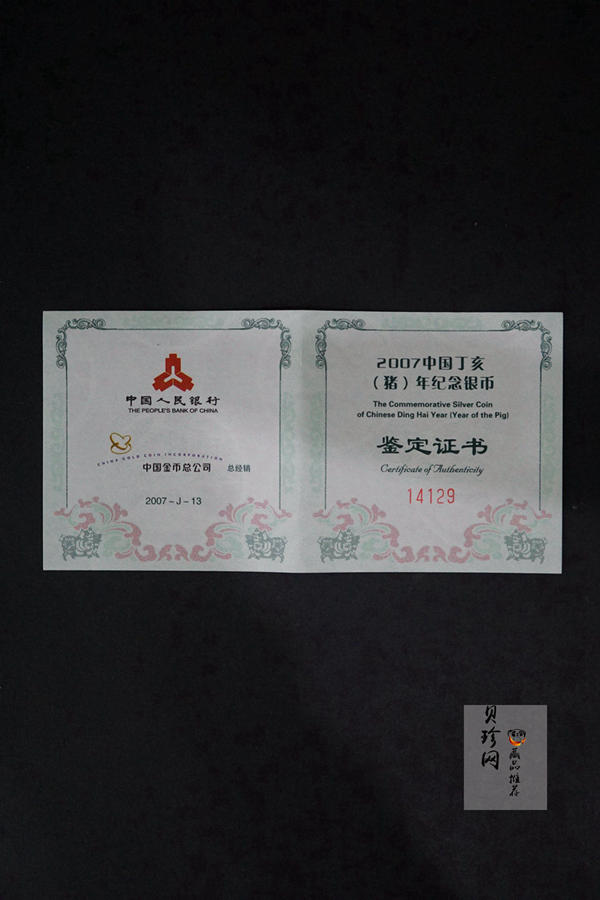 中国人民银行
THE PEOPLE'S BANK OF CHINA
CHINA GOLD COIN INCORPORATION
中国金币总公司 总经销
2007-J-13
2007中国丁亥
（猪）年纪念银币
The Commemorative Silver Coin
of Chinese Ding Hai Year (Year of the Pig)
鉴定证书
Certificate of Authenticity
14129
贝珍网
藏品推荐